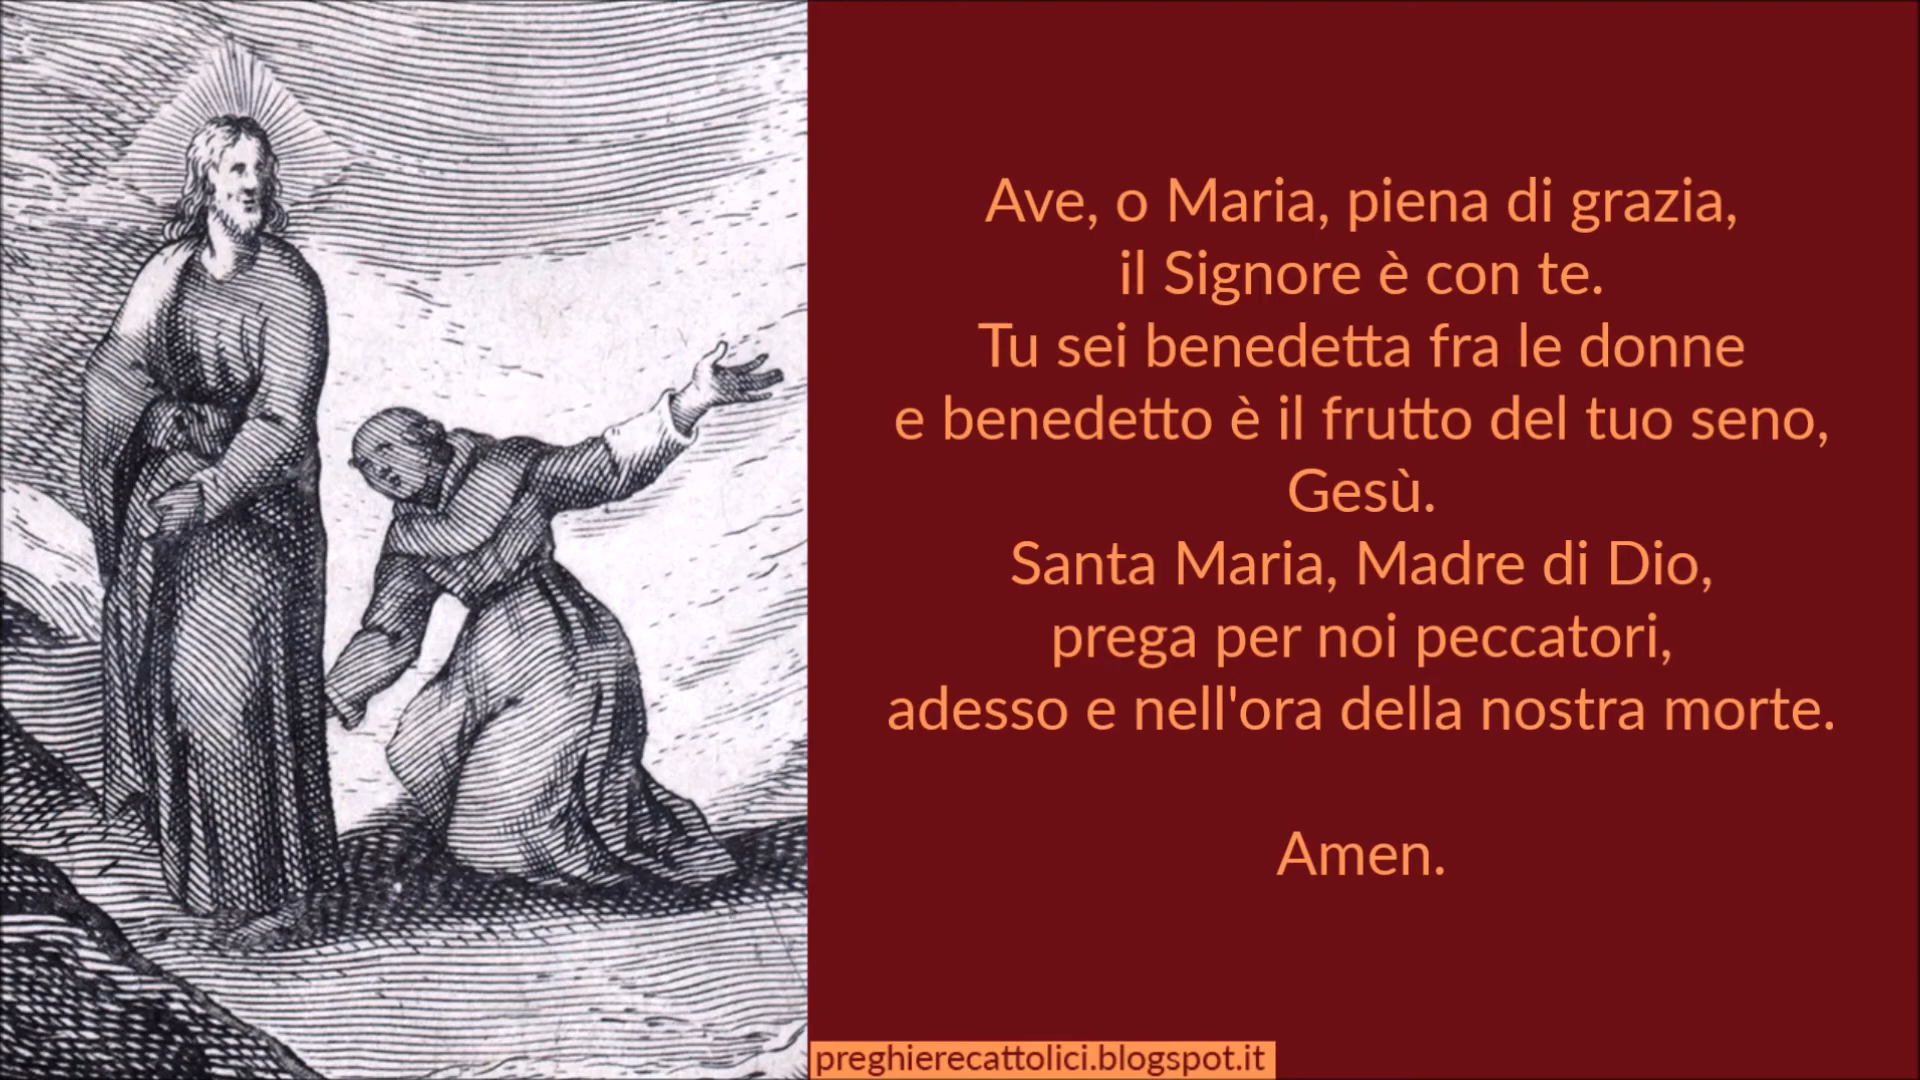 Ave, o Maria, piena di grazia,
il Signore è con te.
Tu sei benedetta fra le donne
e benedetto è il frutto del tuo seno,
Gesù.
Santa Maria, Madre di Dio,
prega per noi peccatori,
adesso e nell'ora della nostra morte.
Amen.
preghierecattolici.blogspot.it